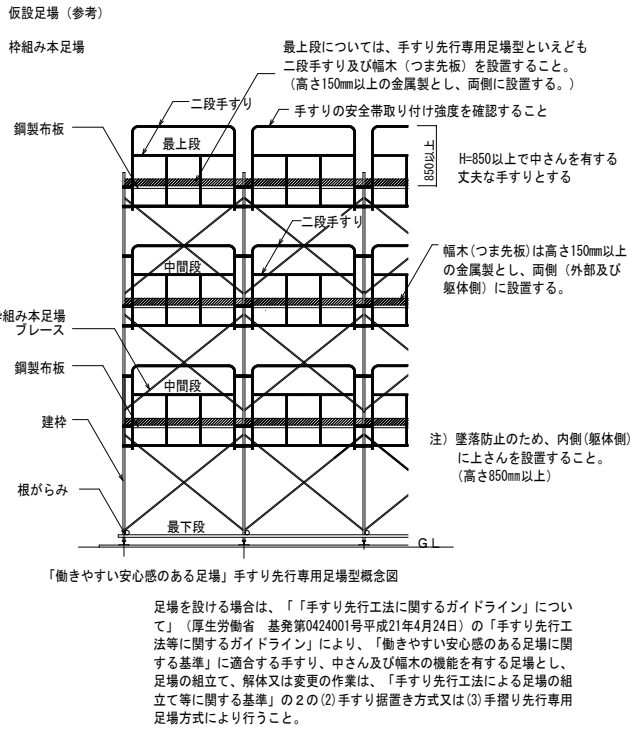 仮設足場（参考）
枠組み本足場
最上段については、手すり先行専用足場型といえども
二段手すり及び幅木（つま先板）を設置すること。
（高さ150mm以上の金属製とし、両側に設置する。）
二段手すり
手すりの安全帯取り付け強度を確認すること
鋼製布板
最上段
850以上
H=850以上で中さんを有する
丈夫な手すりとする
二段手すり
中間段
幅木(つま先板)は高さ150mm以上
の金属製とし、両側（外部及び
躯体側）に設置する。
組み本足場
ブレース
鋼製布板
中間段
建枠
注）墜落防止のため、内側(躯体側)
に上さんを設置すること。
（高さ850mm以上）
根がらみ
最下段
ＧＬ
「働きやすい安心感のある足場」手すり先行専用足場型概念図
足場を設ける場合は、「「手すり先行工法に関するガイドライン」につい
て」（厚生労働省　基発第0424001号平成21年4月24日）の「手すり先行工
法等に関するガイドライン」により、「働きやすい安心感のある足場に関
する基準」に適合する手すり、中さん及び幅木の機能を有する足場とし、
足場の組立て、解体又は変更の作業は、「手すり先行工法による足場の組
立て等に関する基準」の２の(2)手すり据置き方式又は(3)手摺り先行専用
足場方式により行うこと。